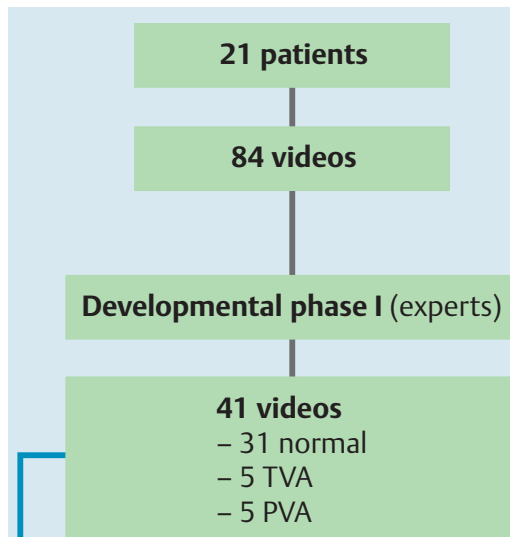 21 patients
84 videos
Developmental phase I (experts)
41 videos
– 31 normal
– 5 TVA
– 5 PVA